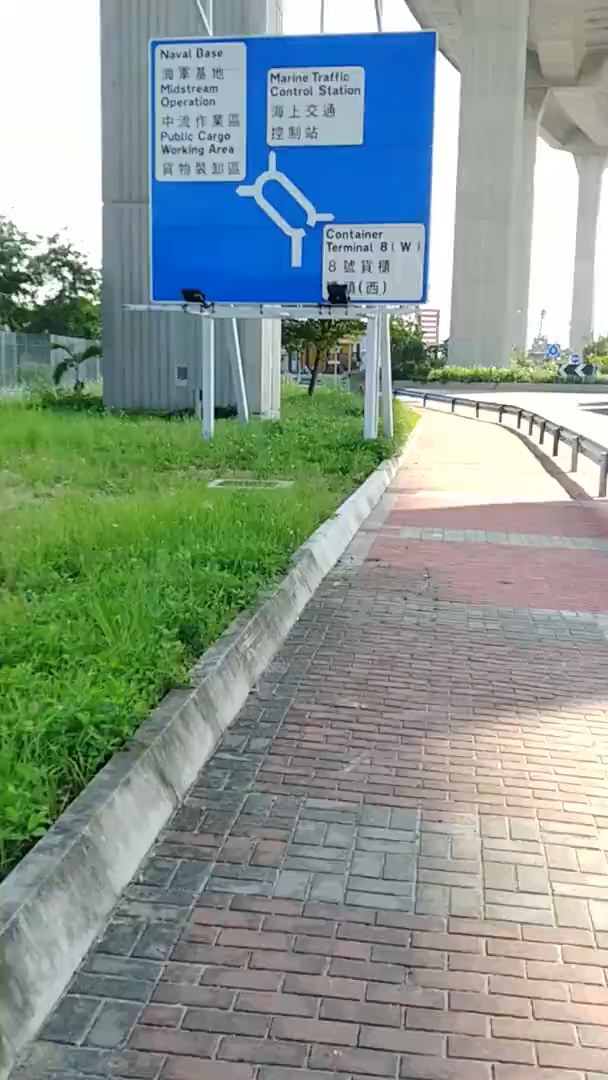 Naval Base
海軍基地
Midstream
Operation
中流作業區
Public Cargo
Working Area
貨物裝卸區
Marine Traffic
Control Station
海上交通
控制站
Container
Terminal 8 (W)
8號貨櫃
頭(西)